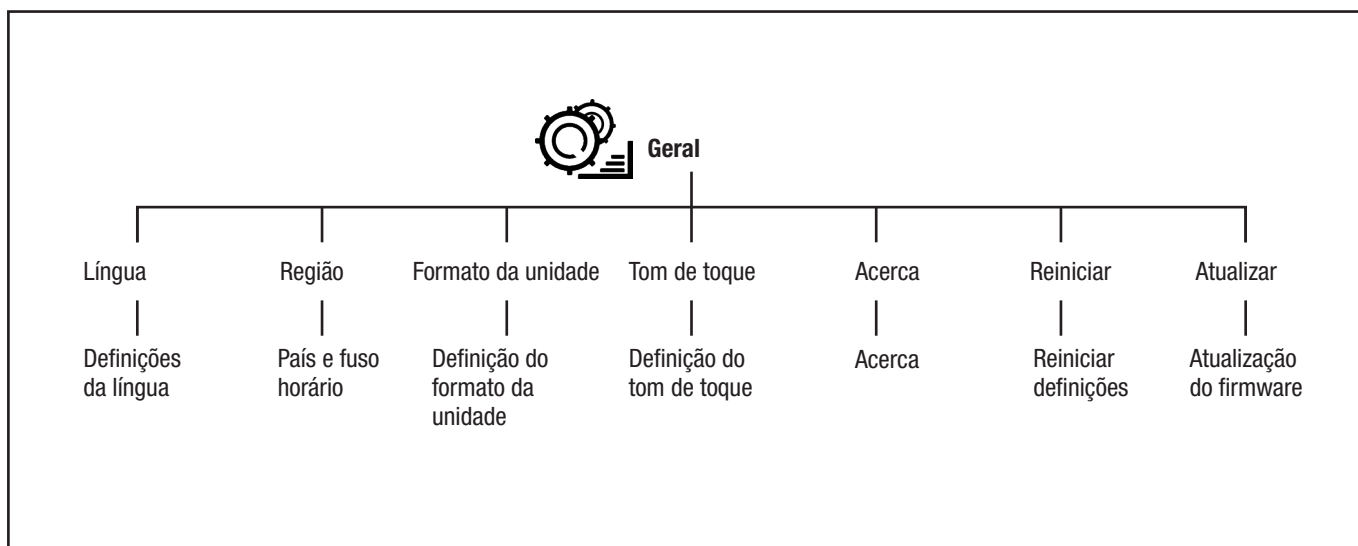 Geral
Língua
Região
Formato da unidade
Tom de toque
Acerca
Reiniciar
Atualizar
Definições
da língua
País e fuso
horário
Definição do
formato da
unidade
Definição do
tom de toque
Acerca
Reiniciar
definições
Atualização
do firmware